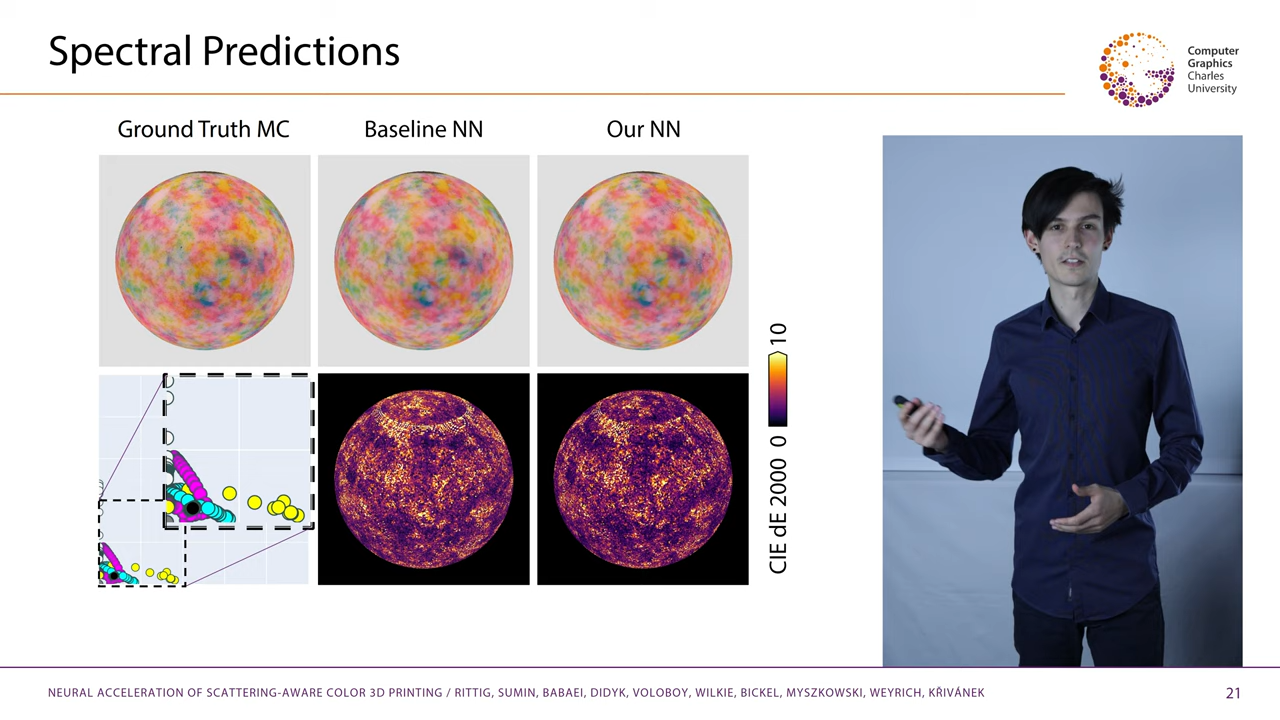 Spectral Predictions
Computer
Graphics
Charles
University
Ground Truth MC
Baseline NN
Our NN
CIE dE 2000 0 10
NEURAL ACCELERATION OF SCATTERING-AWARE COLOR 3D PRINTING / RITTIG, SUMIN, BABAEI, DIDYK, VOLOBOY, WILKIE, BICKEL, MYSZKOWSKI, WEYRICH, KŘIVÁNEK
21